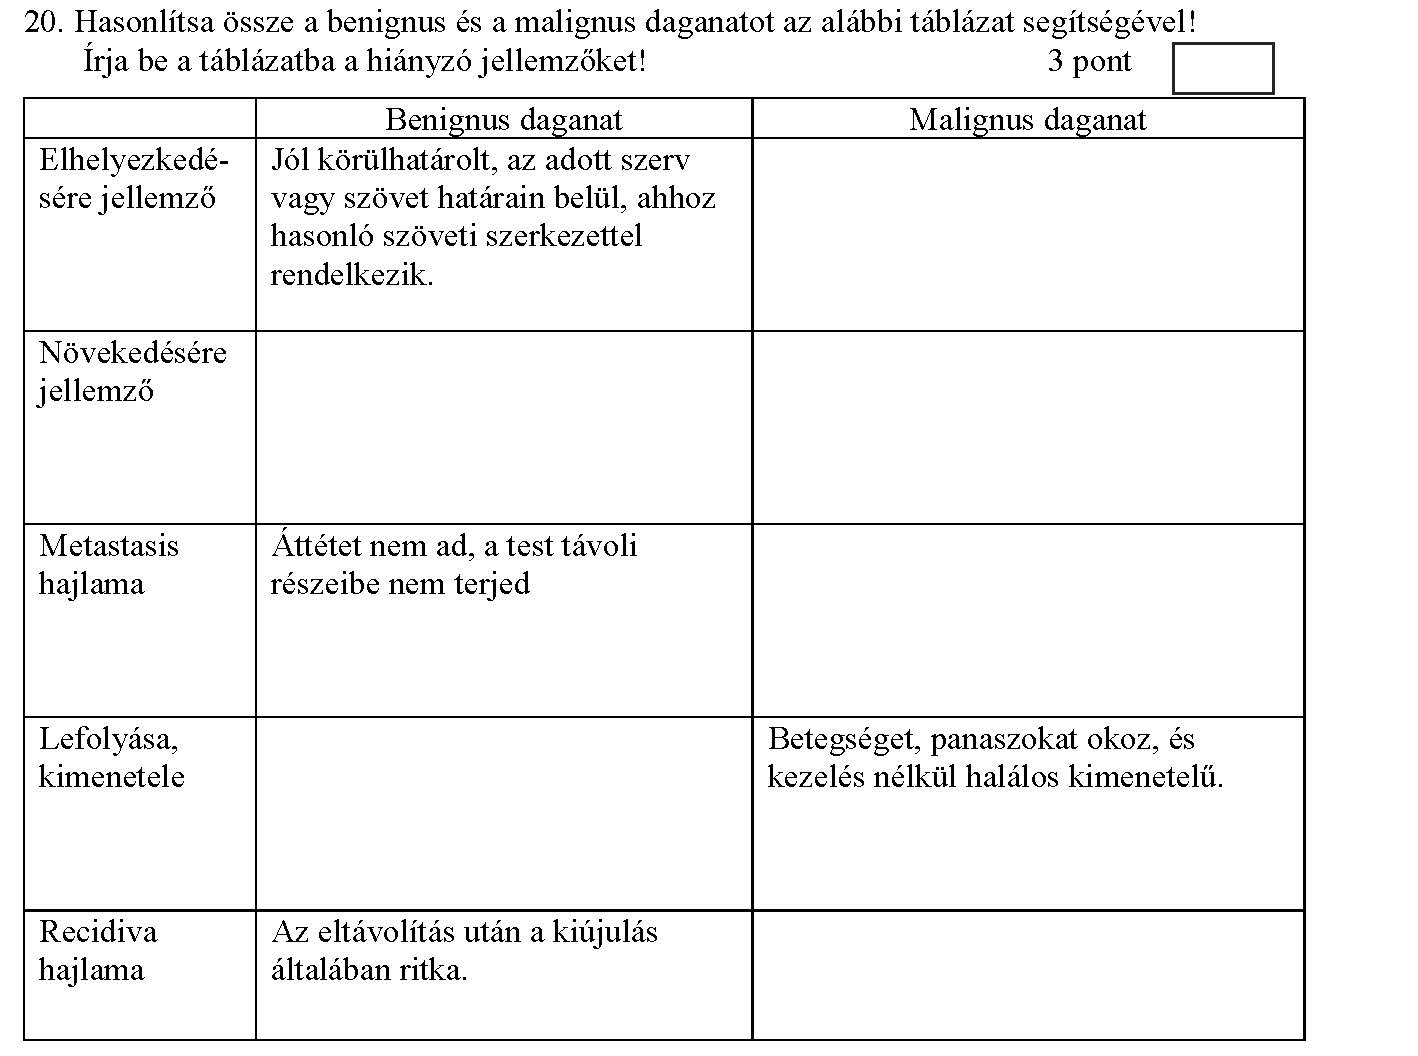 20. Hasonlítsa össze a benignus és a malignus daganatot az alábbi táblázat segítségével!
Írja be a táblázatba a hiányzó jellemzőket! 3 pont
Benignus daganat Malignus daganat
Elhelyezkedé-
sére jellemző
Jól körülhatárolt, az adott szerv
vagy szövet határain belül, ahhoz
hasonló szöveti szerkezettel
rendelkezik.
Növekedésére
jellemző
Metastasis
hajlama
Áttétet nem ad, a test távoli
részeibe nem terjed
Lefolyása,
kimenetele
Betegséget, panaszokat okoz, és
kezelés nélkül halálos kimenetelű.
Recidiva
hajlama
Az eltávolítás után a kiújulás
általában ritka.